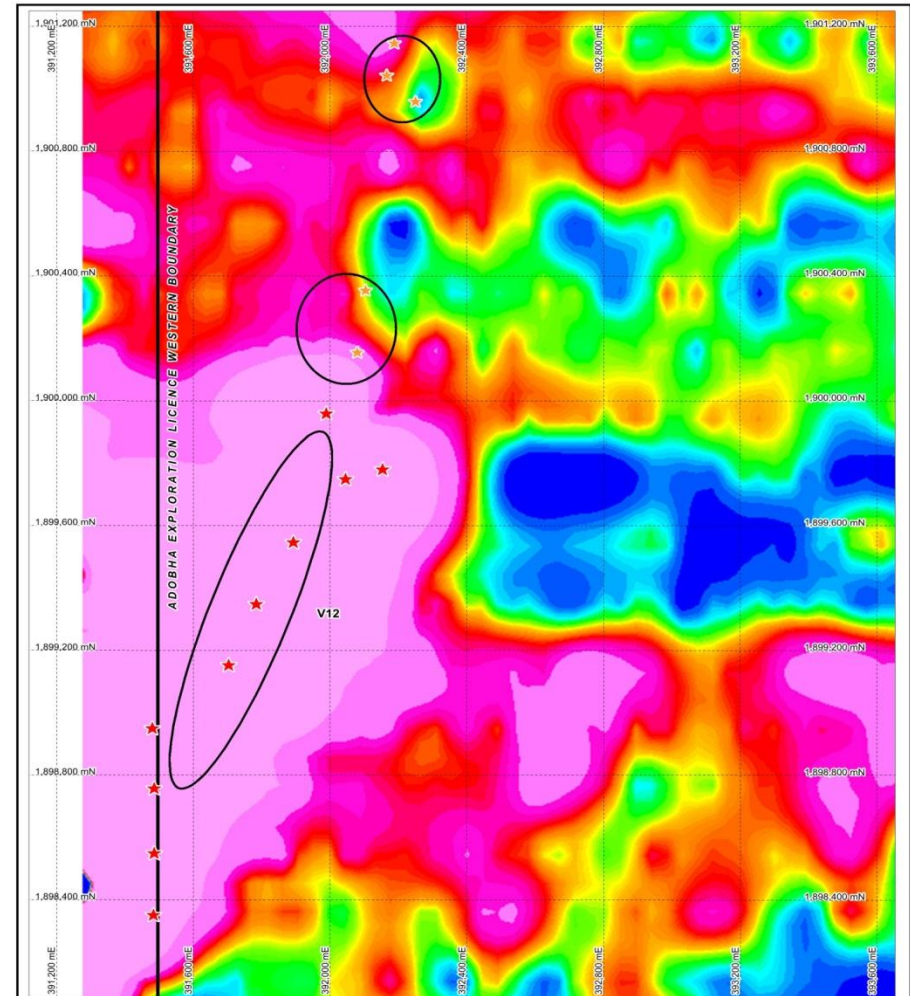 391,200 mE
391,600 mE
392,000 mE
392,400 mE
392,800 mE
393,200 mE
393,600 mE
1,901,200 mN
1,901,200 mN
1,900,800 mN
1,900,800 mN
1,900,400 mN
1,900,400 mN
ADOBHA EXPLORATION LICENCE WESTERN BOUNDARY
1,900,000 mN
1,900,000 mN
1,899,600 mN
1,899,600 mN
V12
1,899,200 mN
1,899,200 mN
1,898,800 mN
1,898,800 mN
1,898,400 mN
1,898,400 mN
391,200 mE
391,600 mE
392,000 mE
392,400 mE
392,800 mE
393,200 mE
393,600 mE